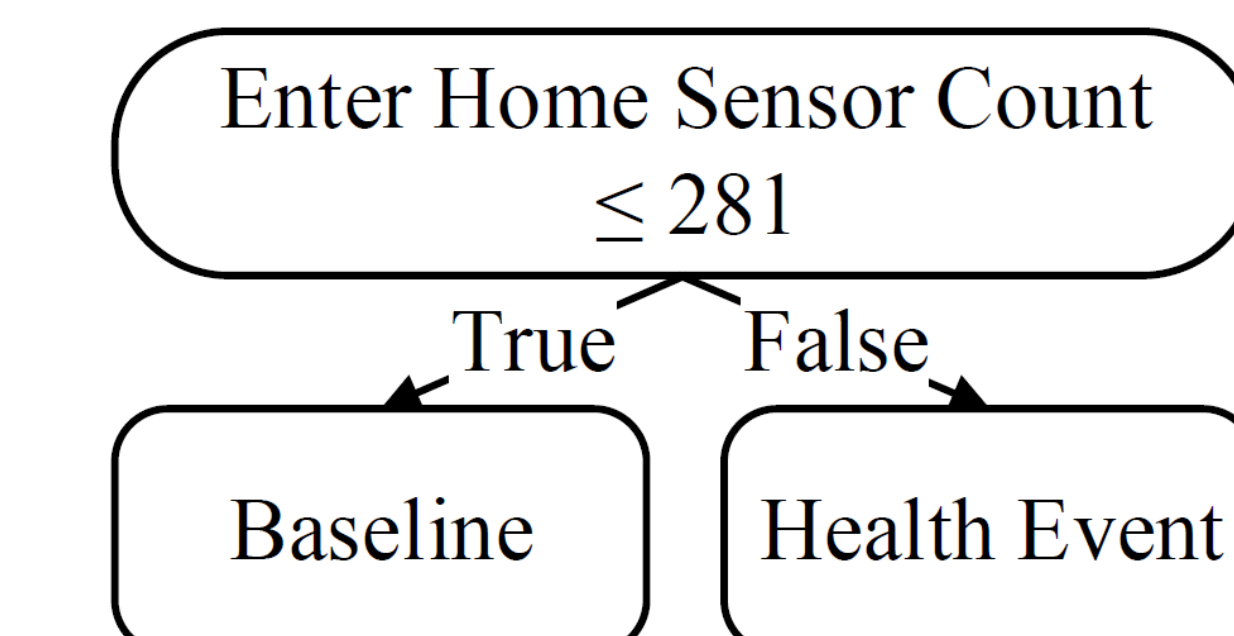 Enter Home Sensor Count
≤ 281
True
False
Baseline
Health Event